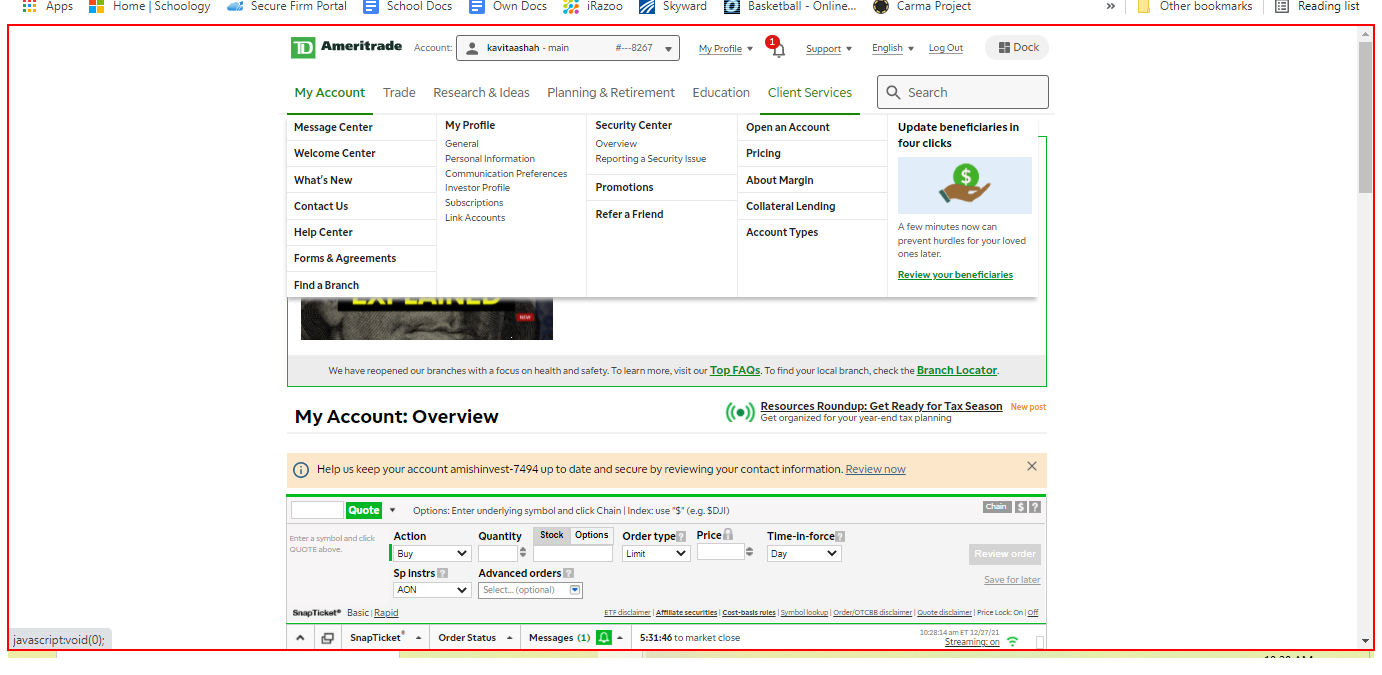 Apps Home | Schoology Secure Firm Portal School Docs Own Docs iRazoo Skyward Basketball - Online... Carma Project » Other bookmarks Reading list
TD Ameritrade Account: kavitaashah - main #---8267 My Profile 1 Support English Log Out Dock
My Account Trade Research & Ideas Planning & Retirement Education Client Services Search
Message Center
Welcome Center
What's New
Contact Us
Help Center
Forms & Agreements
Find a Branch
My Profile
General
Personal Information
Communication Preferences
Investor Profile
Subscriptions
Link Accounts
Security Center
Overview
Reporting a Security Issue
Promotions
Refer a Friend
Open an Account
Pricing
About Margin
Collateral Lending
Account Types
Update beneficiaries in
four clicks
$
A few minutes now can
prevent hurdles for your loved
ones later.
Review your beneficiaries
EXPLAINED
NEW
We have reopened our branches with a focus on health and safety. To learn more, visit our Top FAQs. To find your local branch, check the Branch Locator.
My Account: Overview
Resources Roundup: Get Ready for Tax Season New post
Get organized for your year-end tax planning
Help us keep your account amishinvest-7494 up to date and secure by reviewing your contact information. Review now
Quote Options: Enter underlying symbol and click Chain | Index: use "$" (e.g. $DJI) Chain $ ?
Enter a symbol and click
QUOTE above.
Action Quantity Stock Options Order type ? Price Time-in-force ?
Buy Limit Day Review order
Sp Instrs ? Advanced orders ? Save for later
AON Select... (optional)
SnapTicket® Basic | Rapid ETF disclaimer | Affiliate securities | Cost-basis rules | Symbol lookup | Order/OTCBB disclaimer | Quote disclaimer | Price Lock: On | Off
SnapTicket® Order Status Messages (1) 5:31:46 to market close 10:28:14 am ET 12/27/21
Streaming: on
javascript:void(0);